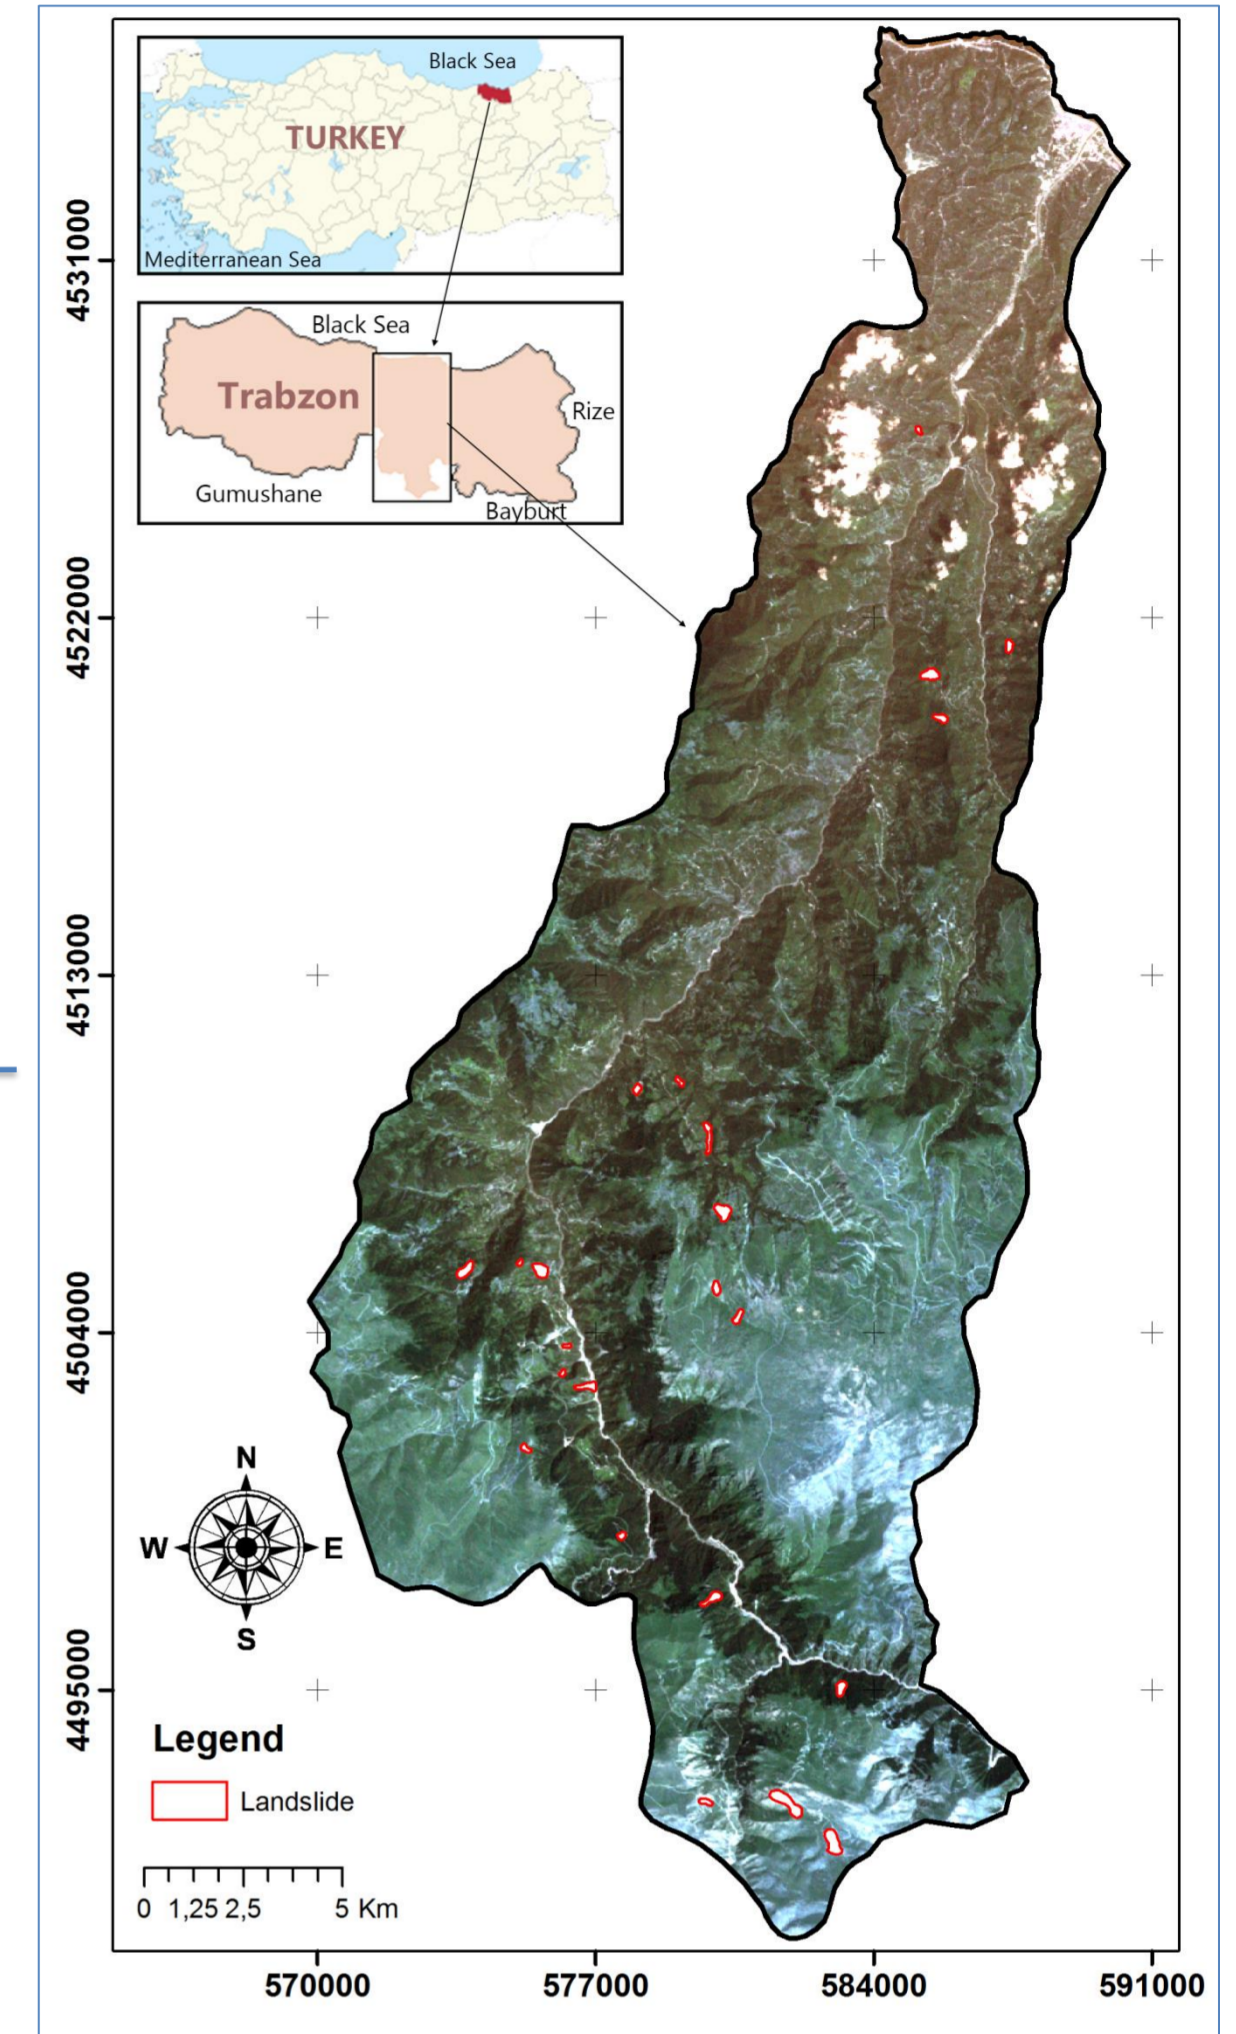 Black Sea
TURKEY
Mediterranean Sea
Black Sea
Trabzon
Rize
Gumushane
Bayburt
4531000
4522000
4513000
4504000
4495000
N
W E
S
Legend
Landslide
0 1,25 2,5 5 Km
570000 577000 584000 591000